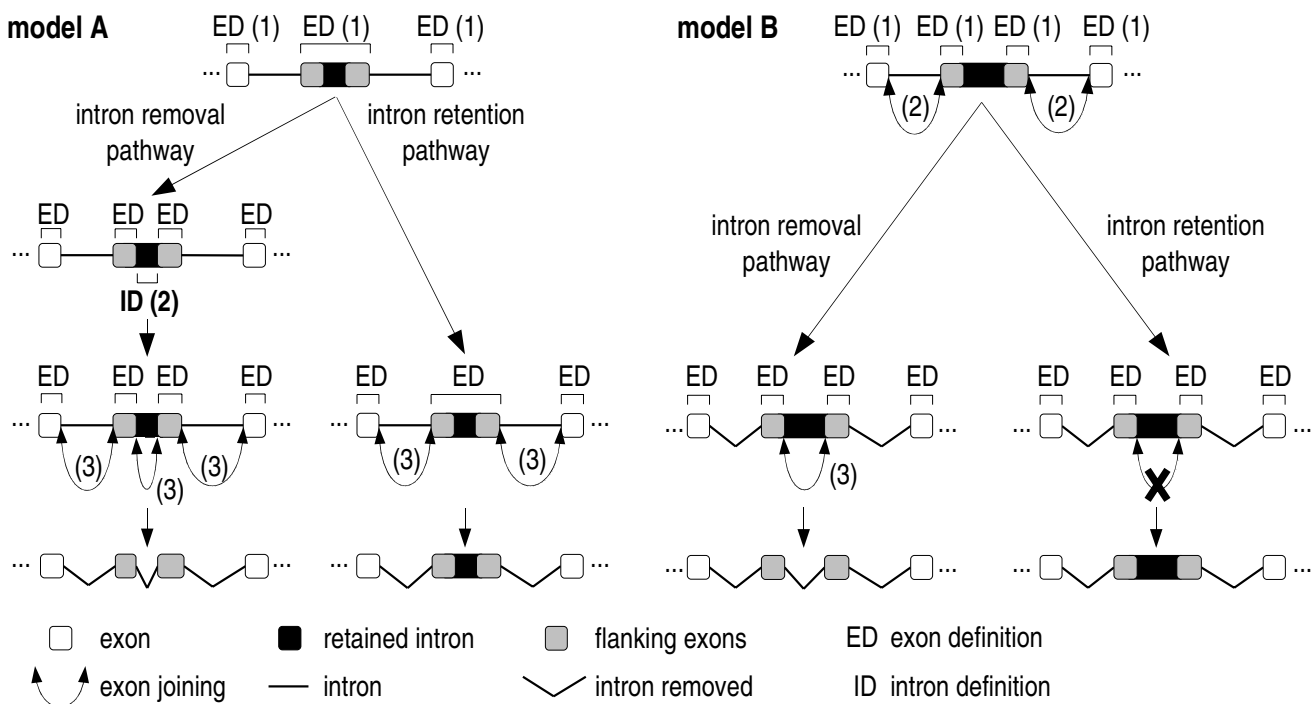 model A
ED (1) ED (1) ED (1)
... ...
intron removal
pathway
intron retention
pathway
ED ED ED ED
... ...
ID (2)
ED ED ED ED
... ...
(3) (3) (3)
ED ED ED
... ...
(3) (3)
... ...
... ...
model B
ED (1) ED (1) ED (1) ED (1)
... ...
(2) (2)
intron removal
pathway
intron retention
pathway
ED ED ED ED
... ...
(3)
ED ED ED ED
... ...
X
... ...
... ...
exon
retained intron
flanking exons
ED exon definition
exon joining
intron
intron removed
ID intron definition